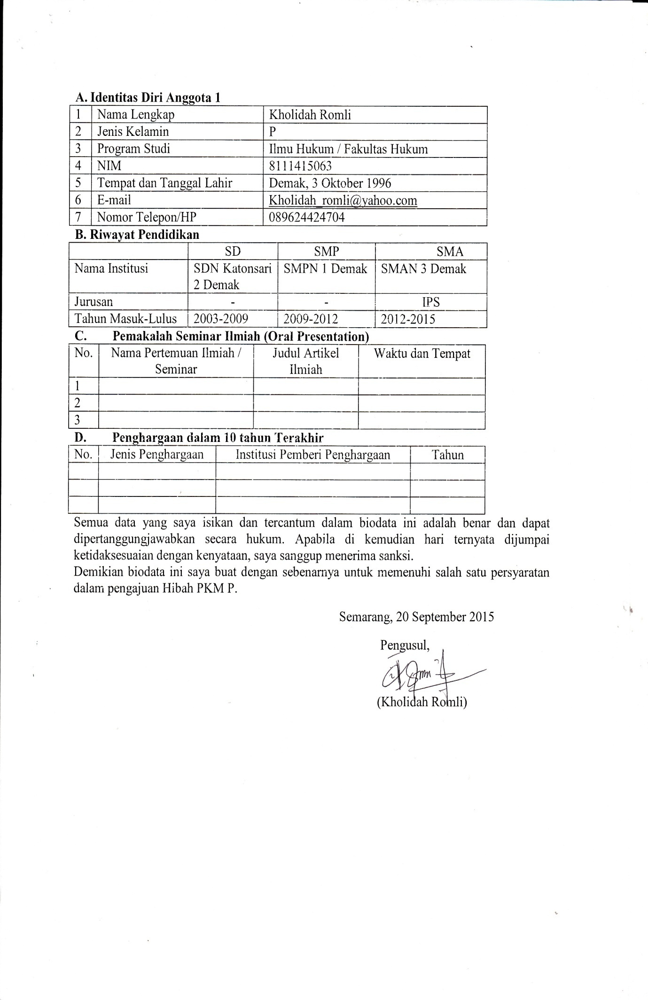 A. Identitas Diri Anggota 1
1 Nama Lengkap Kholidah Romli
2 Jenis Kelamin P
3 Program Studi Ilmu Hukum / Fakultas Hukum
4 NIM 8111415063
5 Tempat dan Tanggal Lahir Demak, 3 Oktober 1996
6 E-mail Kholidah_romli@yahoo.com
7 Nomor Telepon/HP 089624424704
B. Riwayat Pendidikan
SD SMP SMA
Nama Institusi SDN Katonsari SMPN 1 Demak SMAN 3 Demak
2 Demak
Jurusan - - IPS
Tahun Masuk-Lulus 2003-2009 2009-2012 2012-2015
C. Pemakalah Seminar Ilmiah (Oral Presentation)
No. Nama Pertemuan Ilmiah / Judul Artikel Waktu dan Tempat
Seminar Ilmiah
1
2
3
D. Penghargaan dalam 10 tahun Terakhir
No. Jenis Penghargaan Institusi Pemberi Penghargaan Tahun
Semua data yang saya isikan dan tercantum dalam biodata ini adalah benar dan dapat
dipertanggungjawabkan secara hukum. Apabila di kemudian hari ternyata dijumpai
ketidaksesuaian dengan kenyataan, saya sanggup menerima sanksi.
Demikian biodata ini saya buat dengan sebenarnya untuk memenuhi salah satu persyaratan
dalam pengajuan Hibah PKM P.
Semarang, 20 September 2015
Pengusul,
(Kholidah Romli)